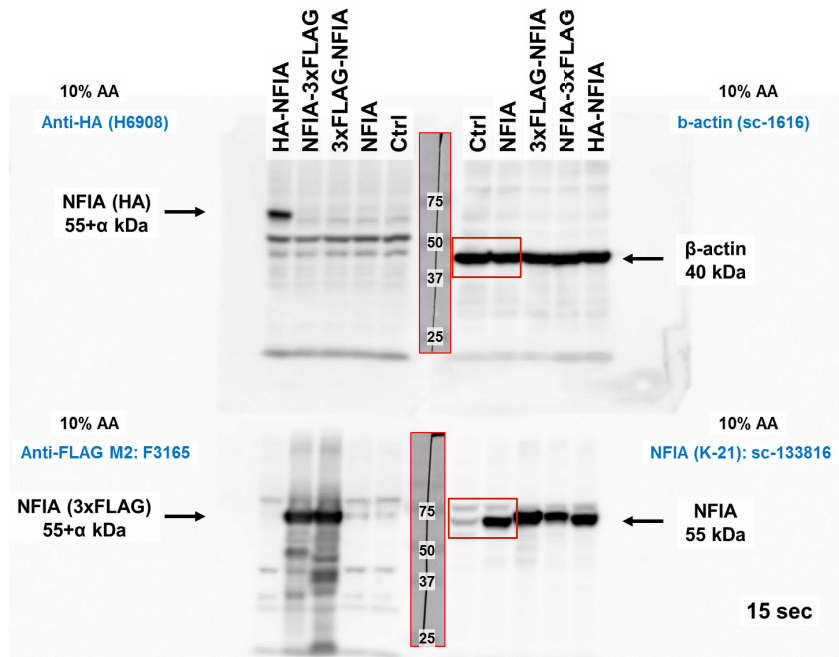 10% AA
Anti-HA (H6908)
HA-NFIA
NFIA-3xFLAG
3xFLAG-NFIA
NFIA
Ctrl
Ctrl
NFIA
3xFLAG-NFIA
NFIA-3xFLAG
HA-NFIA
10% AA
b-actin (sc-1616)
NFIA (HA)
55+α kDa
75
50
37
25
β-actin
40 kDa
10% AA
Anti-FLAG M2: F3165
10% AA
NFIA (K-21): sc-133816
NFIA (3xFLAG)
55+α kDa
75
50
37
25
NFIA
55 kDa
15 sec